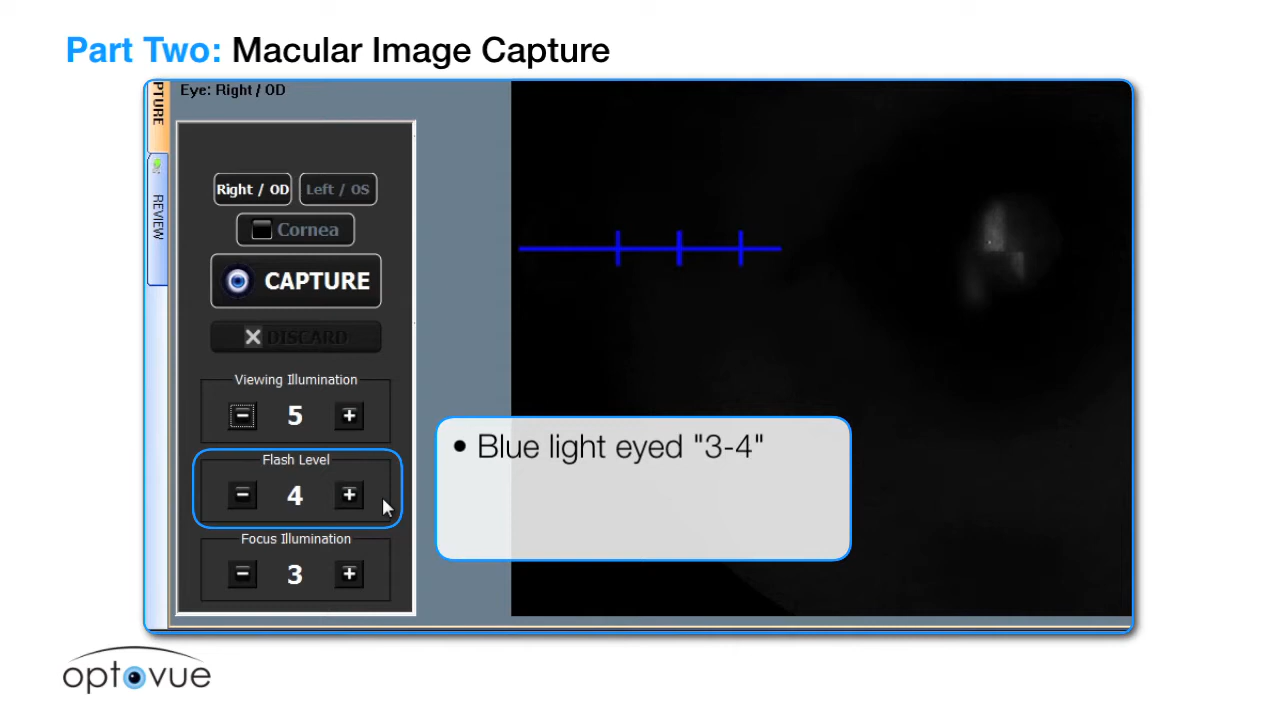 Part Two: Macular Image Capture
PTURE
REVIEW
Eye: Right / OD
Right / OD
Left / OS
Cornea
CAPTURE
DISCARD
Viewing Illumination
5
Flash Level
4
Focus Illumination
3
• Blue light eyed "3-4"
optovue